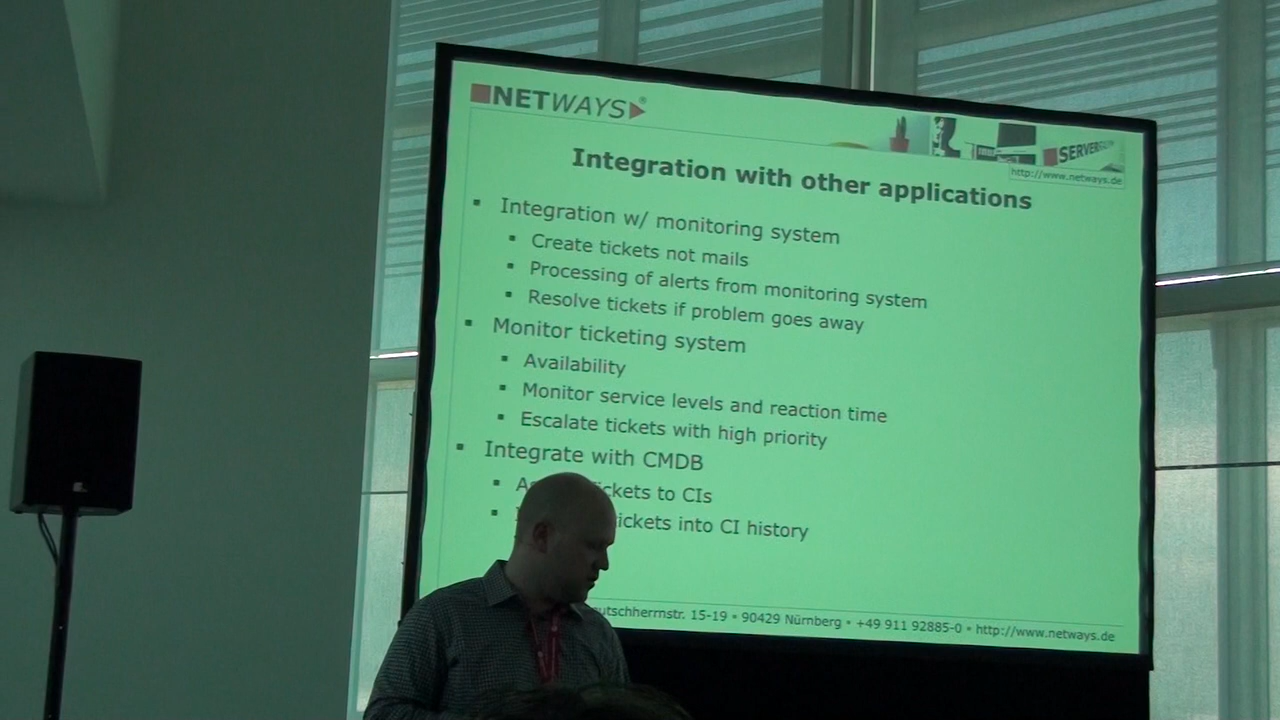 NETWAYS®
SERVER
http://www.netways.de
Integration with other applications
▪ Integration w/ monitoring system
▪ Create tickets not mails
▪ Processing of alerts from monitoring system
▪ Resolve tickets if problem goes away
▪ Monitor ticketing system
▪ Availability
▪ Monitor service levels and reaction time
▪ Escalate tickets with high priority
▪ Integrate with CMDB
▪ tickets to CIs
▪ tickets into CI history
15-19 ▪ 90429 Nürnberg ▪ +49 911 92885-0 ▪ http://www.netways.de